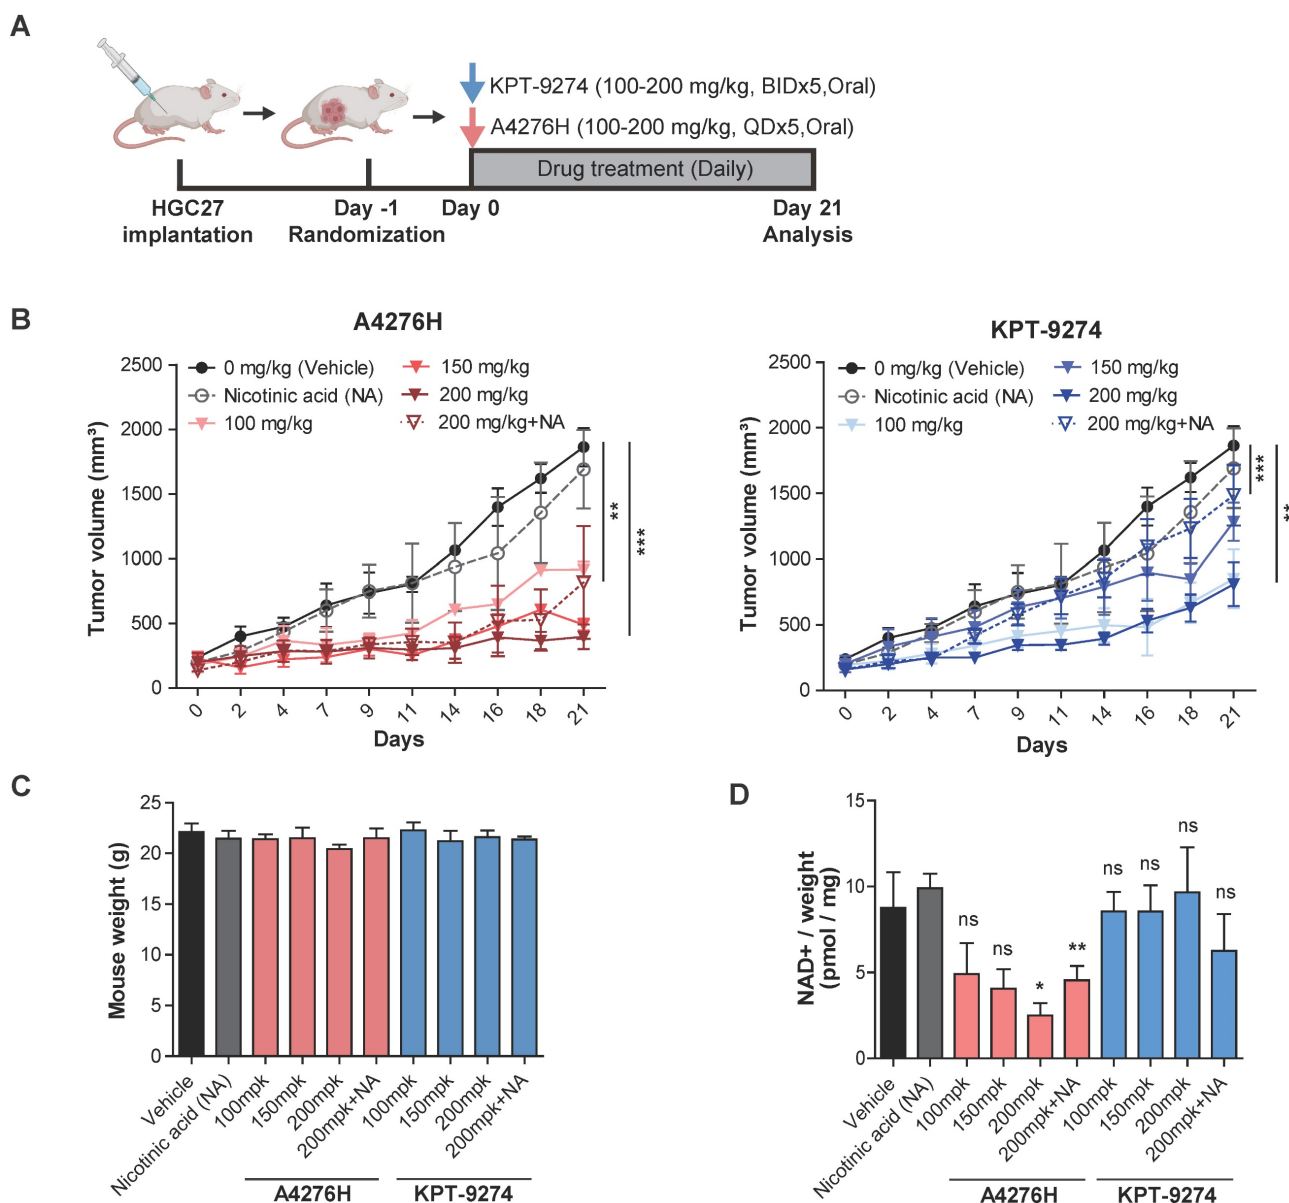 A
KPT-9274 (100-200 mg/kg, BIDx5,Oral)
A4276H (100-200 mg/kg, QDx5,Oral)
Drug treatment (Daily)
HGC27
implantation
Day -1
Randomization
Day 0
Day 21
Analysis
B
A4276H
0 mg/kg (Vehicle)
Nicotinic acid (NA)
100 mg/kg
150 mg/kg
200 mg/kg
200 mg/kg+NA
Tumor volume (mm³)
2500
2000
1500
1000
500
0
0 2 4 7 9 11 14 16 18 21
Days
**
***
KPT-9274
0 mg/kg (Vehicle)
Nicotinic acid (NA)
100 mg/kg
150 mg/kg
200 mg/kg
200 mg/kg+NA
Tumor volume (mm³)
2500
2000
1500
1000
500
0
0 2 4 7 9 11 14 16 18 21
Days
***
**
C
Mouse weight (g)
25
20
15
10
5
0
Vehicle
Nicotinic acid (NA)
100mpk
150mpk
200mpk
200mpk+NA
100mpk
150mpk
200mpk
200mpk+NA
A4276H
KPT-9274
D
NAD+ / weight
(pmol / mg)
15
10
5
0
ns
ns
*
**
ns
ns
ns
ns
Vehicle
Nicotinic acid (NA)
100mpk
150mpk
200mpk
200mpk+NA
100mpk
150mpk
200mpk
200mpk+NA
A4276H
KPT-9274